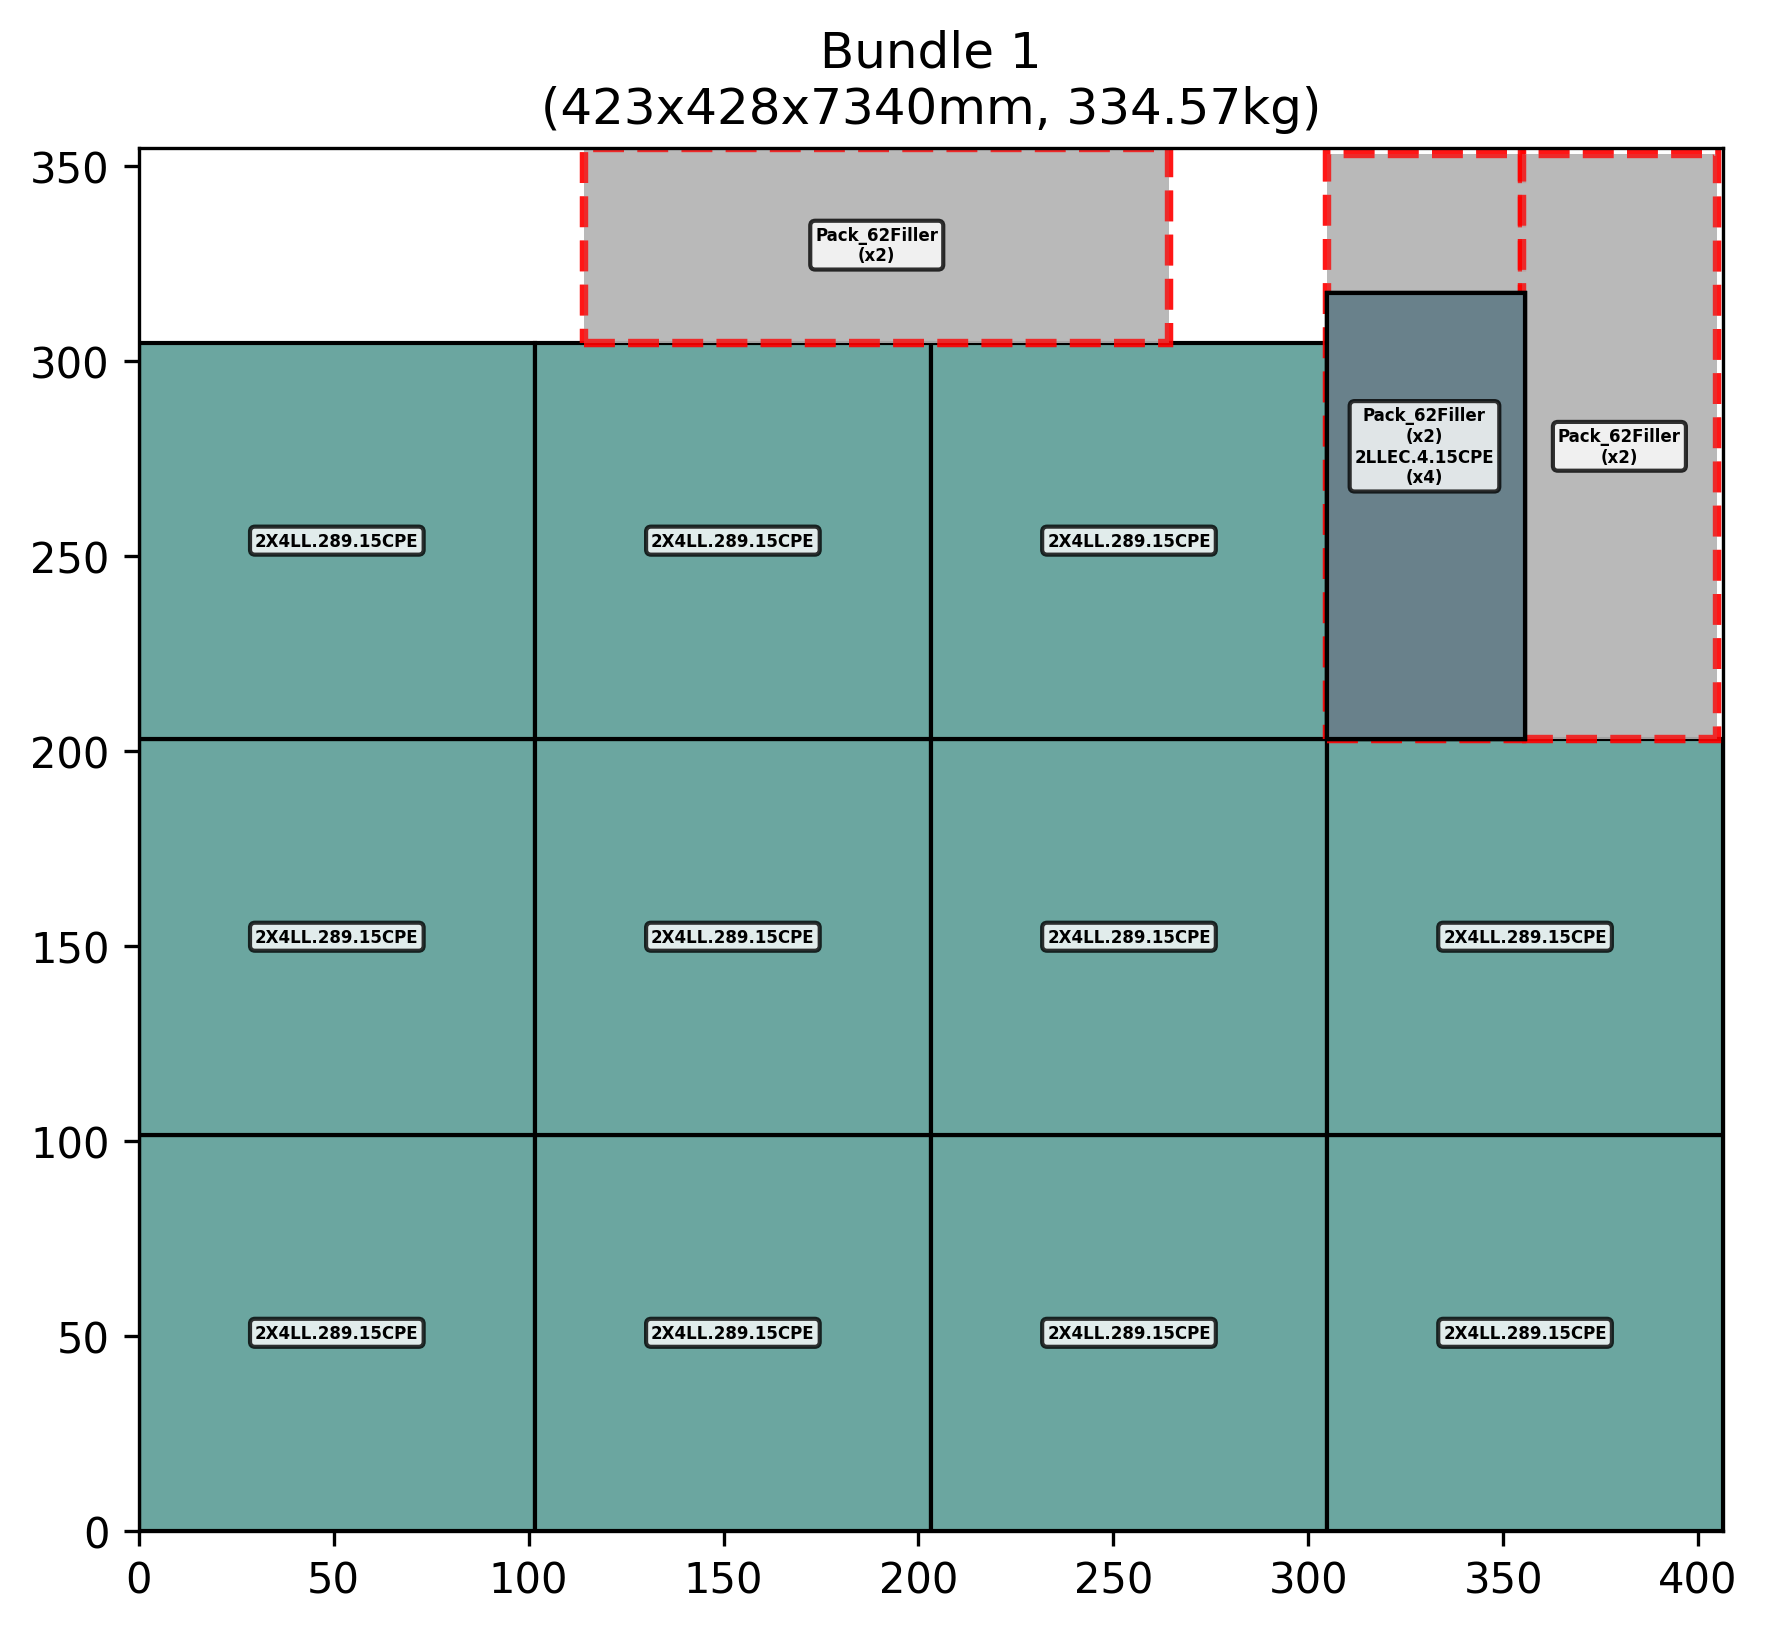 Bundle 1
(423x428x7340mm, 334.57kg)
350
300
250
200
150
100
50
0
Pack_62Filler
(x2)
Pack_62Filler
(x2)
2LLEC.4.15CPE
(x4)
Pack_62Filler
(x2)
2X4LL.289.15CPE
2X4LL.289.15CPE
2X4LL.289.15CPE
2X4LL.289.15CPE
2X4LL.289.15CPE
2X4LL.289.15CPE
2X4LL.289.15CPE
2X4LL.289.15CPE
2X4LL.289.15CPE
2X4LL.289.15CPE
2X4LL.289.15CPE
0
50
100
150
200
250
300
350
400